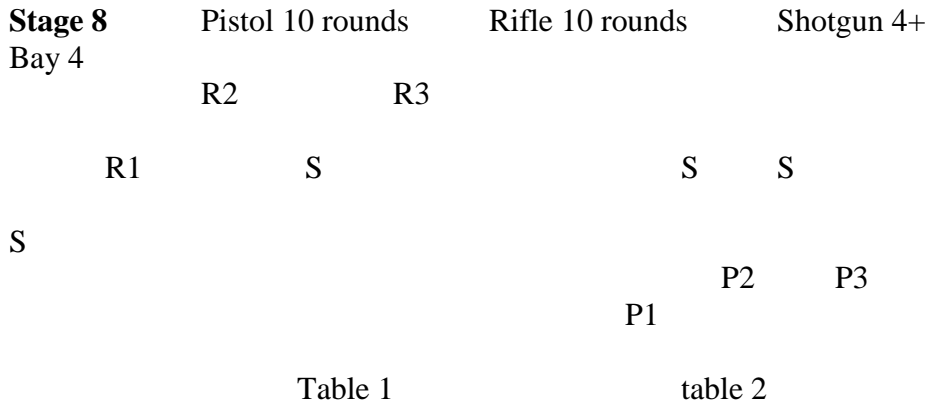 Stage 8 Pistol 10 rounds Rifle 10 rounds Shotgun 4+
Bay 4
R2 R3
R1 S S S
S
P2 P3
P1
Table 1 table 2